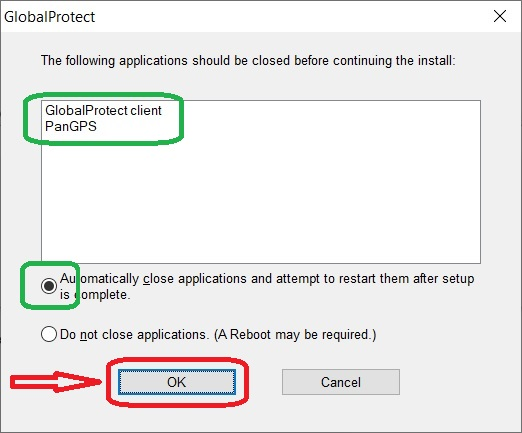 GlobalProtect
The following applications should be closed before continuing the install:
GlobalProtect client
PanGPS
Automatically close applications and attempt to restart them after setup
is complete.
Do not close applications. (A Reboot may be required.)
OK
Cancel